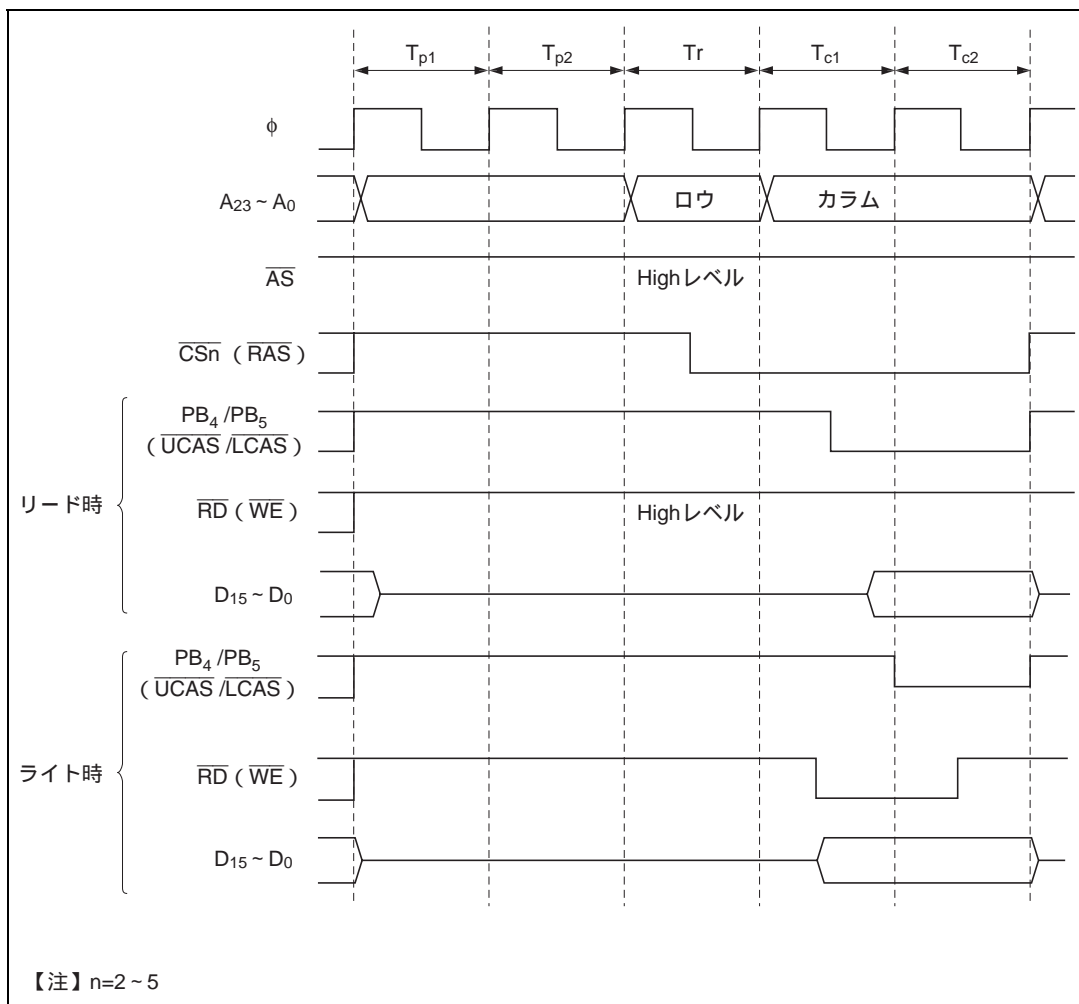 Tp1 Tp2 Tr Tc1 Tc2
φ
A23 ~ A0 ロウ カラム
AS Highレベル
CSn ( RAS )
PB4 /PB5
( UCAS /LCAS )
リード時
RD ( WE ) Highレベル
D15 ~ D0
PB4 /PB5
( UCAS /LCAS )
ライト時
RD ( WE )
D15 ~ D0
【注】n=2 ~ 5